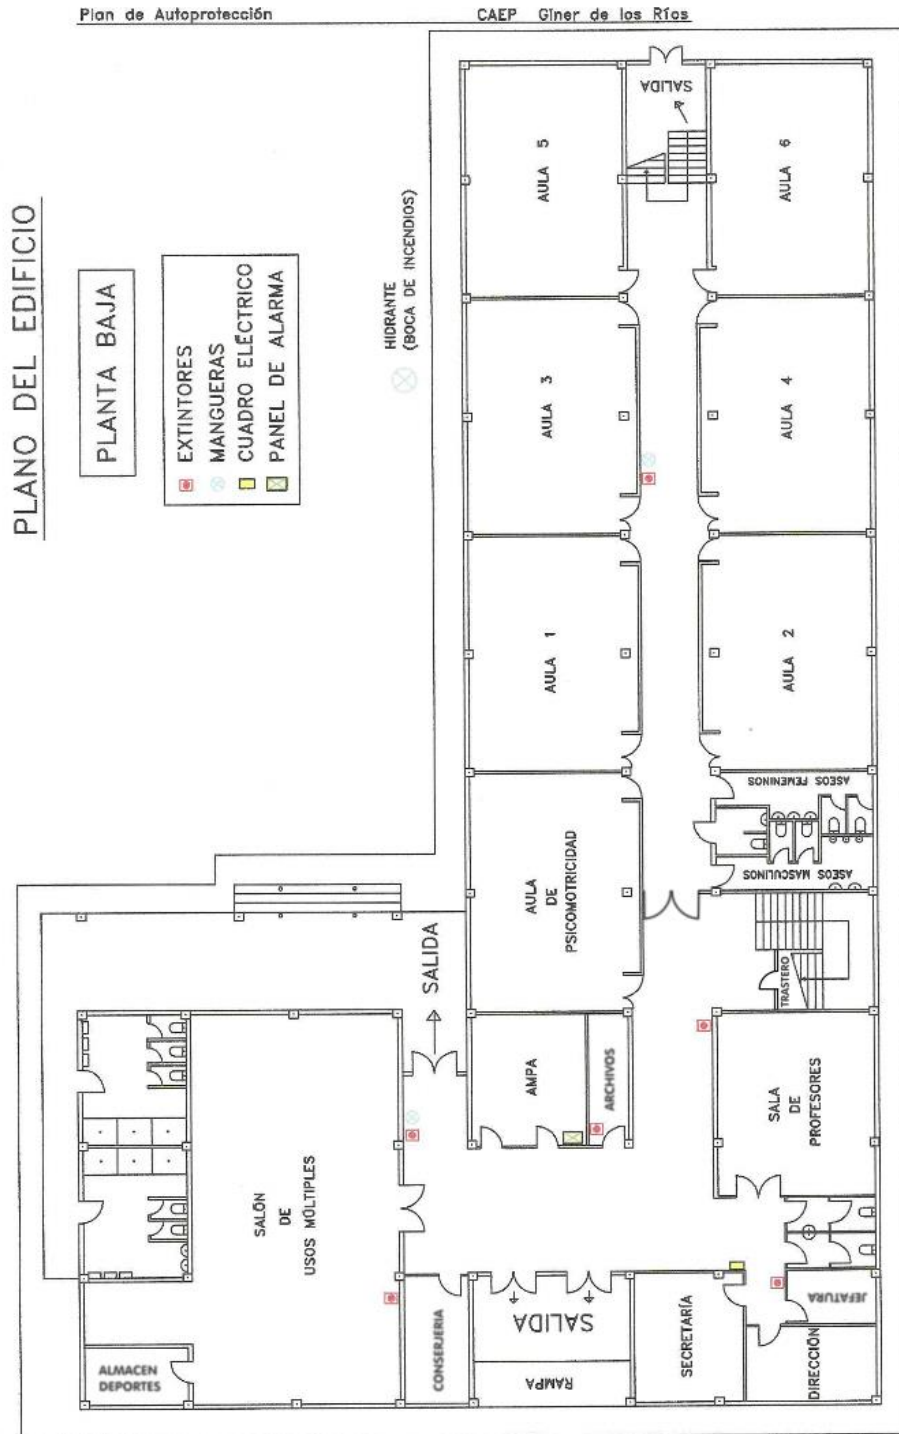 Plan de Autoprotección
CAEP Giner de los Ríos
PLANO DEL EDIFICIO
PLANTA BAJA
EXTINTORES
MANGUERAS
CUADRO ELÉCTRICO
PANEL DE ALARMA
HIDRANTE
(BOCA DE INCENDIOS)
SALIDA
AULA 5
AULA 6
AULA 3
AULA 4
AULA 1
AULA 2
ASEOS FEMENINOS
ASEOS MASCULINOS
AULA
DE
PSICOMOTRICIDAD
TRASTERO
SALIDA
AMPA
ARCHIVOS
SALA
DE
PROFESORES
SALÓN
DE
USOS MÚLTIPLES
ALMACEN
DEPORTES
CONSERJERIA
SALIDA
RAMPA
SECRETARÍA
JEFATURA
DIRECCIÓN